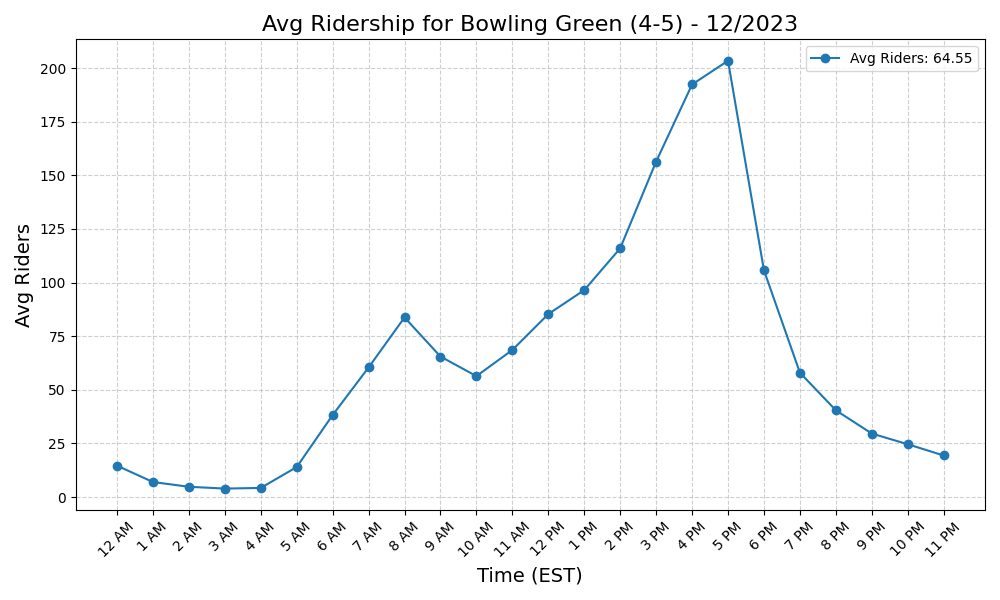 Avg Ridership for Bowling Green (4-5) - 12/2023
Avg Riders: 64.55
Avg Riders
200
175
150
125
100
75
50
25
0
12 AM
1 AM
2 AM
3 AM
4 AM
5 AM
6 AM
7 AM
8 AM
9 AM
10 AM
11 AM
12 PM
1 PM
2 PM
3 PM
4 PM
5 PM
6 PM
7 PM
8 PM
9 PM
10 PM
11 PM
Time (EST)